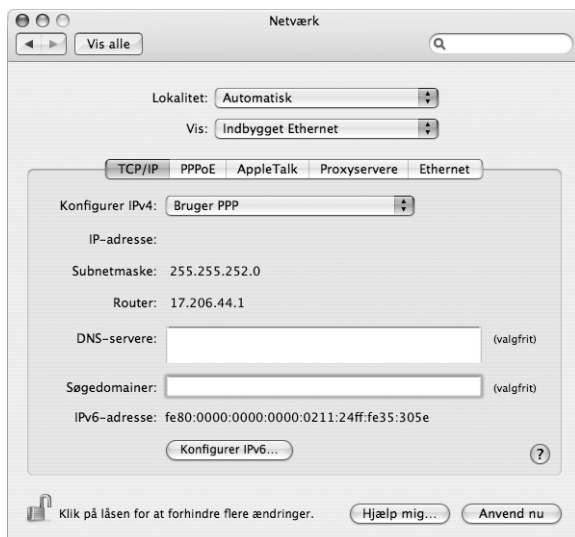 Netværk
Vis alle
Lokalitet: Automatisk
Vis: Indbygget Ethernet
TCP/IP PPPoE AppleTalk Proxyservere Ethernet
Konfigurer IPv4: Bruger PPP
IP-adresse:
Subnetmaske: 255.255.252.0
Router: 17.206.44.1
DNS-servere: (valgfrit)
Søgedomainer: (valgfrit)
IPv6-adresse: fe80:0000:0000:0000:0211:24ff:fe35:305e
Konfigurer IPv6... ?
Klik på låsen for at forhindre flere ændringer. Hjælp mig... Anvend nu